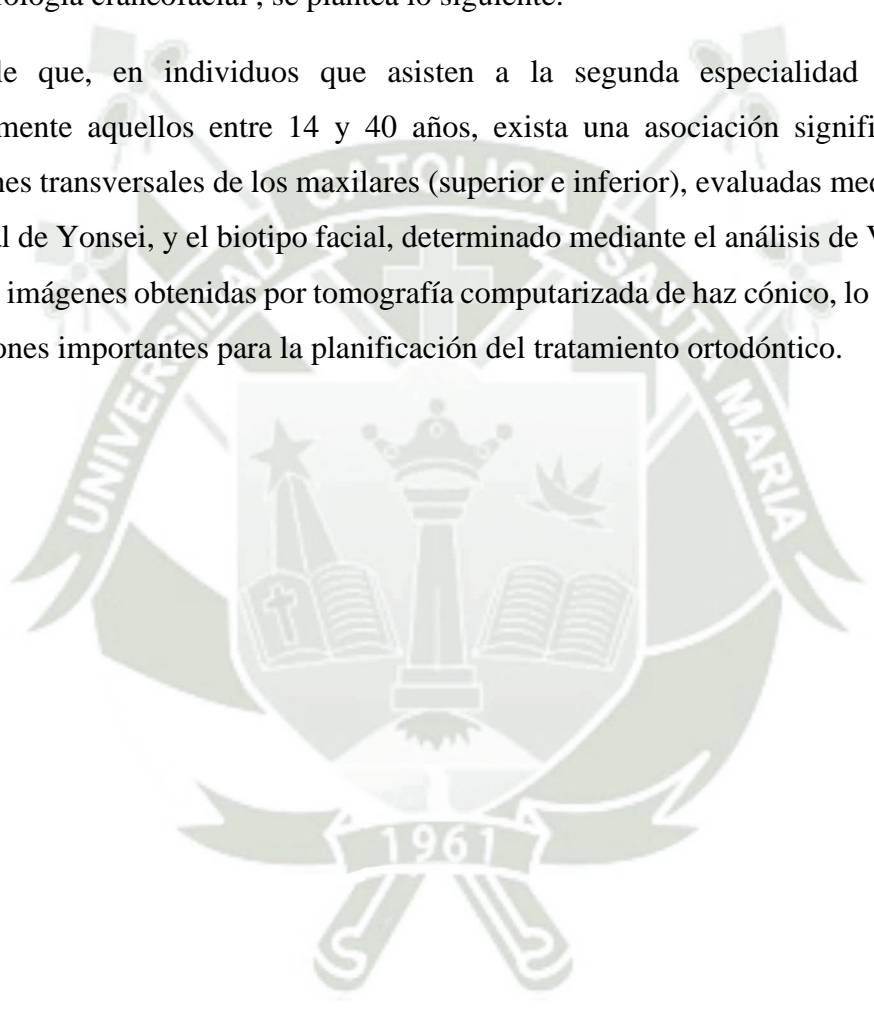 ología craneofacial", se plantea lo siguiente:
le que, en individuos que asisten a la segunda especialidad
mente aquellos entre 14 y 40 años, exista una asociación signifi
nes transversales de los maxilares (superior e inferior), evaluadas med
al de Yonsei, y el biotipo facial, determinado mediante el análisis de V
imágenes obtenidas por tomografía computarizada de haz cónico, lo
ones importantes para la planificación del tratamiento ortodóntico.
UNIVERSIDAD CATOLICA SANTA MARIA
1961